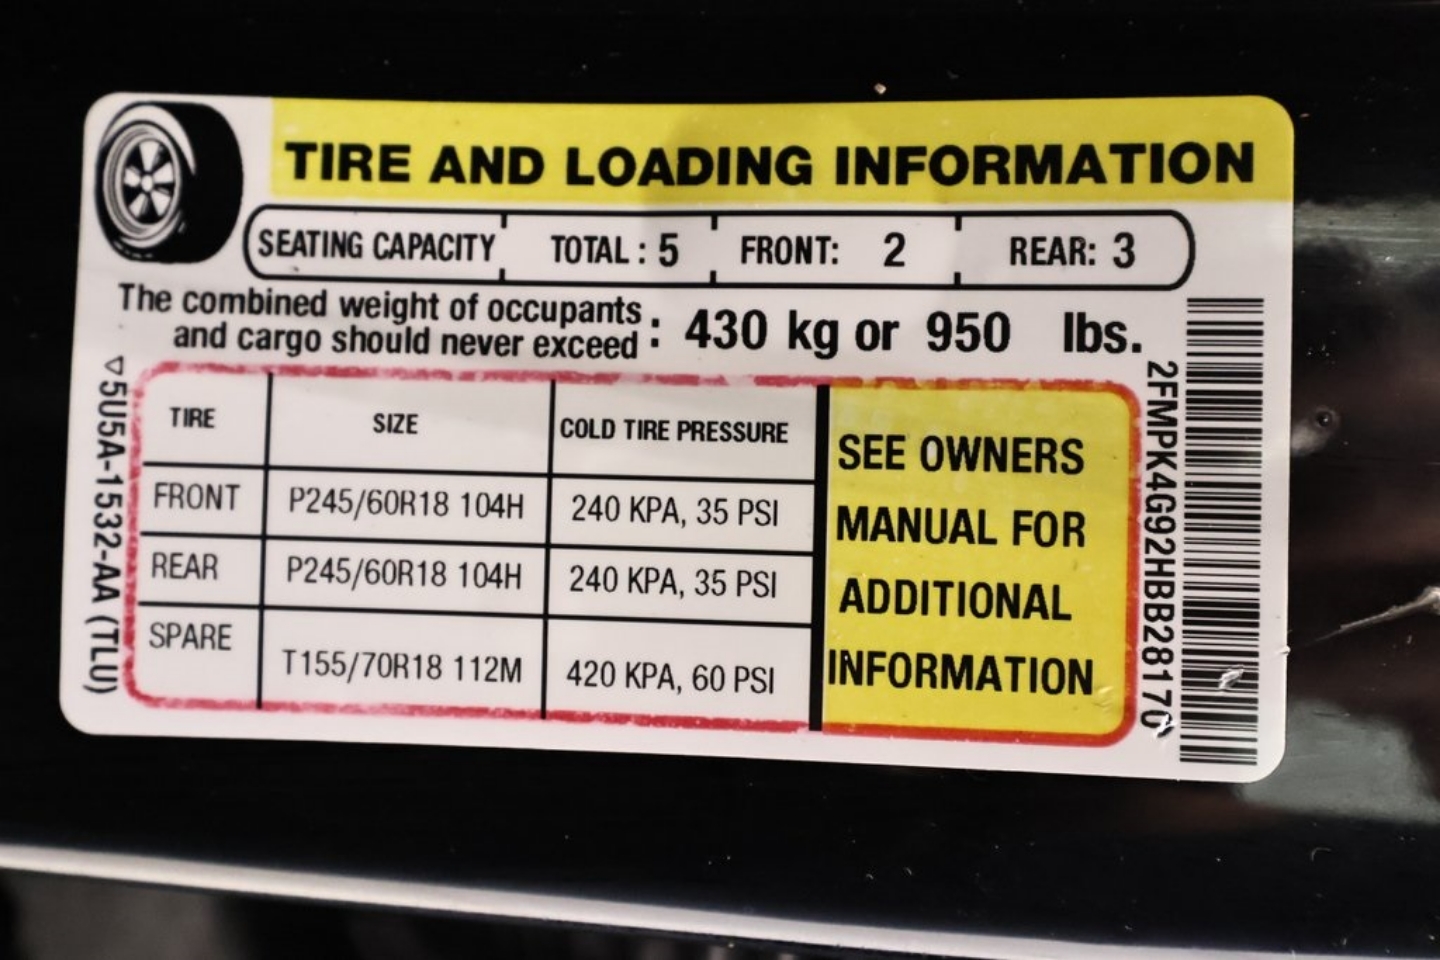 TIRE AND LOADING INFORMATION
SEATING CAPACITY TOTAL : 5 FRONT: 2 REAR: 3
The combined weight of occupants
and cargo should never exceed : 430 kg or 950 lbs.
TIRE SIZE COLD TIRE PRESSURE
FRONT P245/60R18 104H 240 KPA, 35 PSI
REAR P245/60R18 104H 240 KPA, 35 PSI
SPARE T155/70R18 112M 420 KPA, 60 PSI
SEE OWNERS
MANUAL FOR
ADDITIONAL
INFORMATION
▽5U5A-1532-AA (TLU)
2FMPK4G92HBB28170